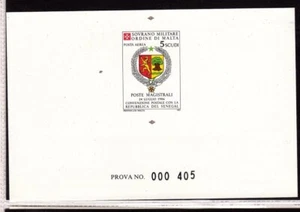 SOVRANO MILITARE
ORDINE DI MALTA
POSTA AEREA 5 SCUDI
POSTE MAGISTRALI
CONVENZIONE POSTALE CON LA
REPUBBLICA DEL SENEGAL
PROVA NO. 000 405